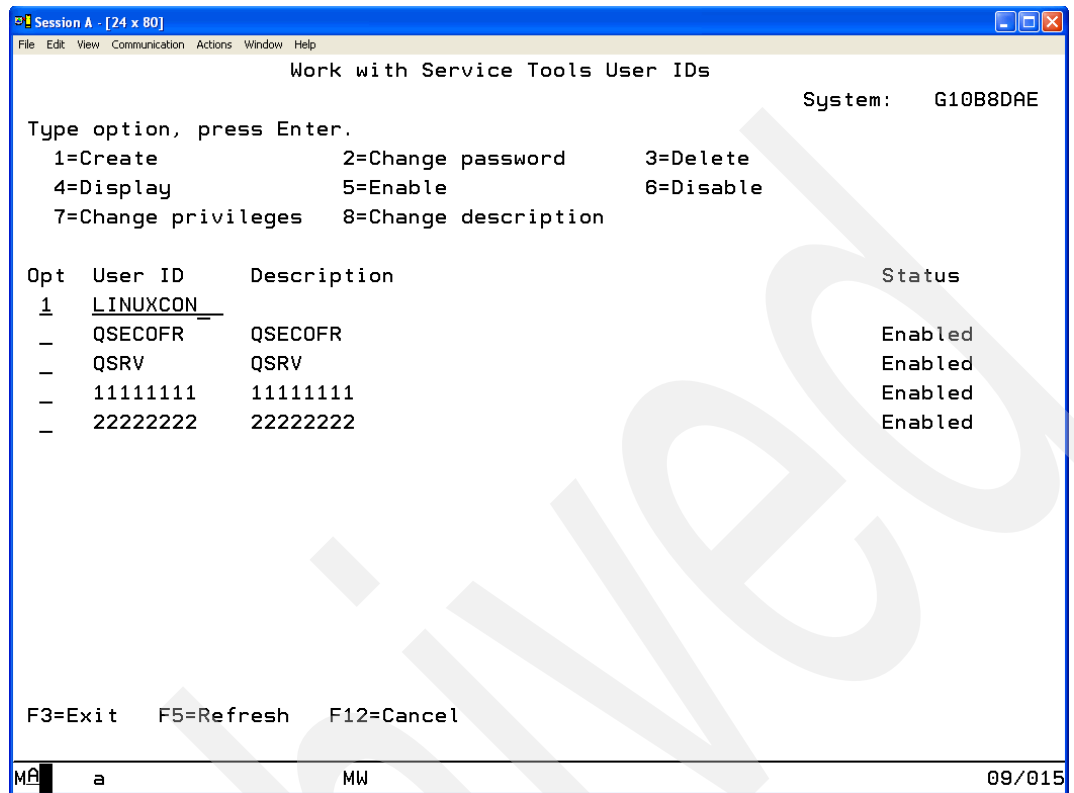 Session A - [24 x 80]
File Edit View Communication Actions Window Help
Work with Service Tools User IDs
System: G10B8DAE
Type option, press Enter.
1=Create 2=Change password 3=Delete
4=Display 5=Enable 6=Disable
7=Change privileges 8=Change description
Opt User ID Description Status
1 LINUXCON__
_ QSECOFR QSECOFR Enabled
_ QSRV QSRV Enabled
_ 11111111 11111111 Enabled
_ 22222222 22222222 Enabled
F3=Exit F5=Refresh F12=Cancel
MA a MW 09/015
hived